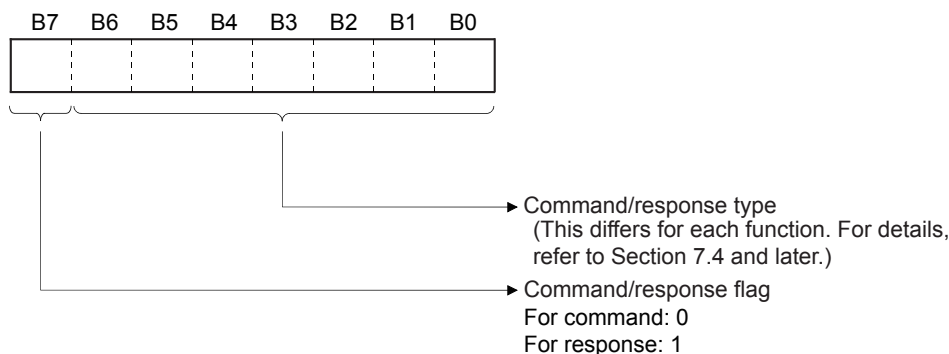 B7 B6 B5 B4 B3 B2 B1 B0
Command/response type
(This differs for each function. For details,
refer to Section 7.4 and later.)
Command/response flag
For command: 0
For response: 1